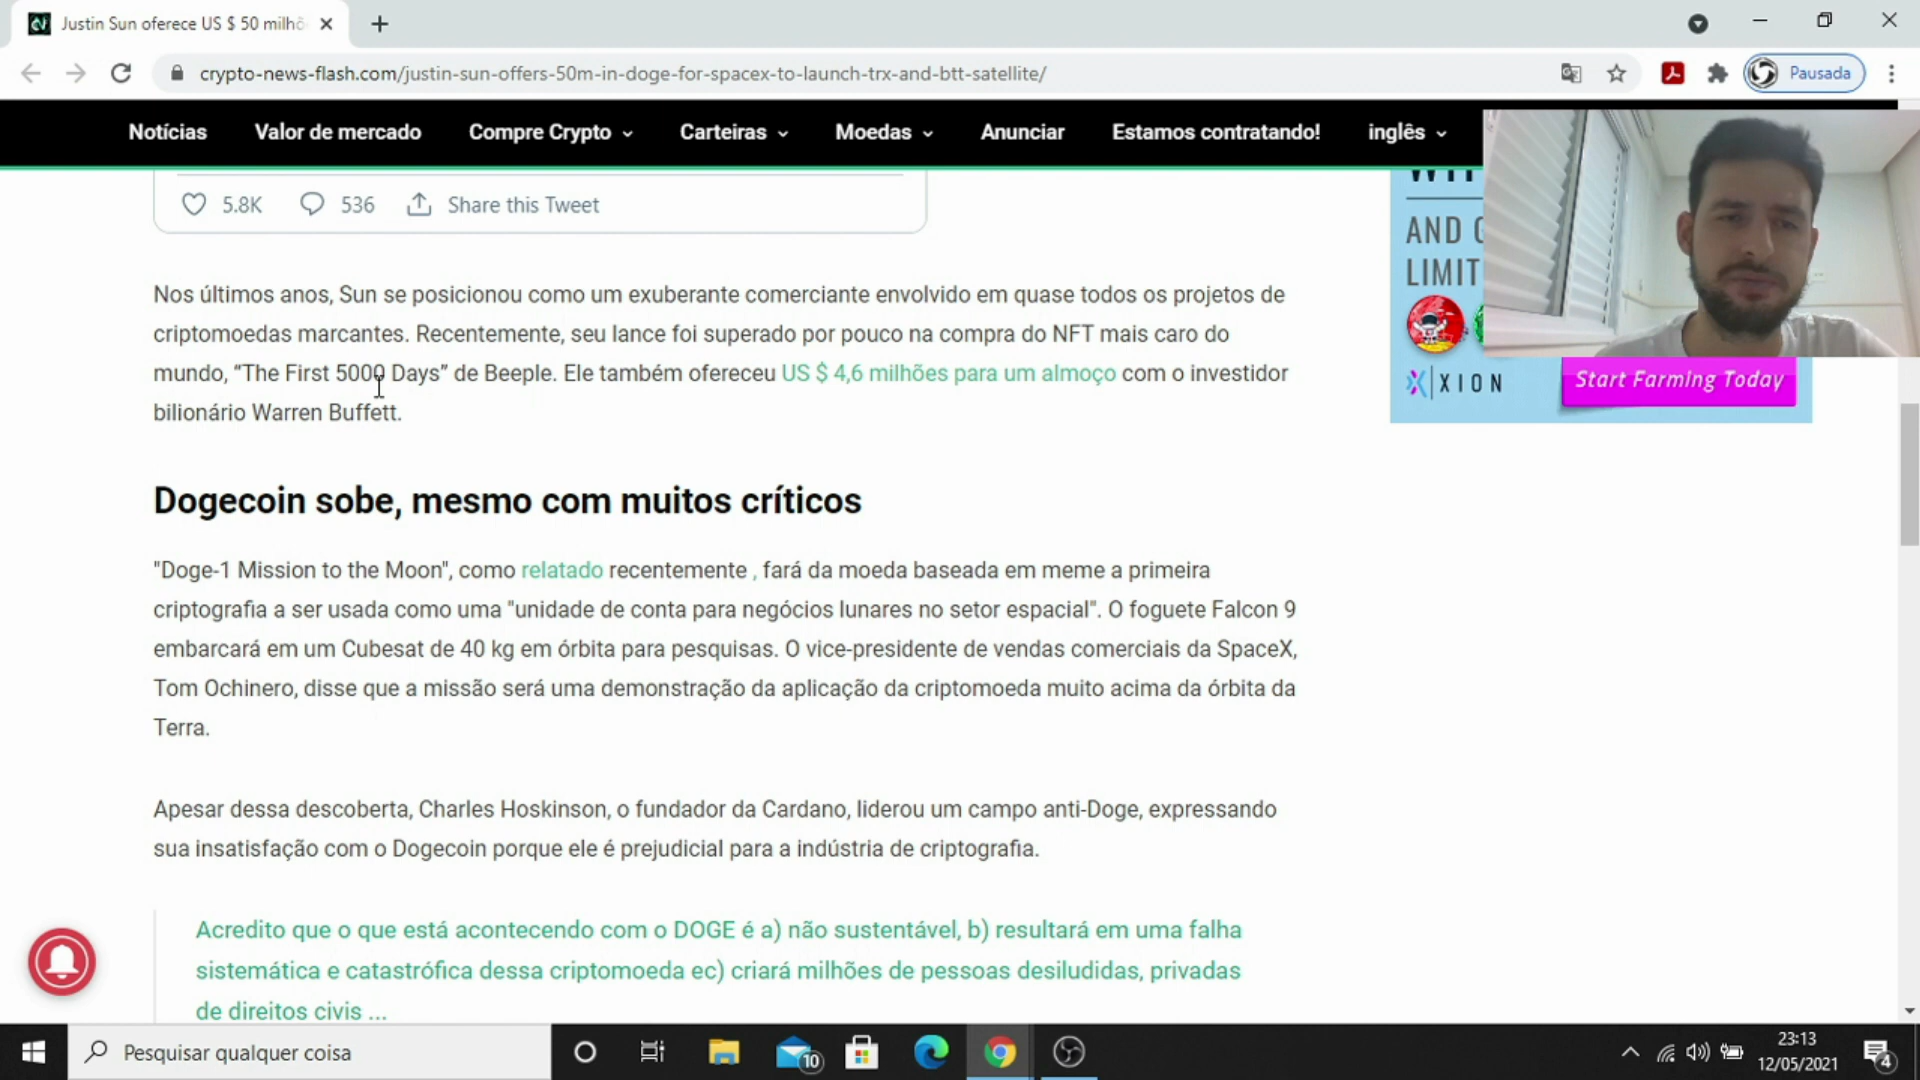 Justin Sun oferece US $ 50 milhõ
crypto-news-flash.com/justin-sun-offers-50m-in-doge-for-spacex-to-launch-trx-and-btt-satellite/
Pausada
Notícias Valor de mercado Compre Crypto Carteiras Moedas Anunciar Estamos contratando! inglês
5.8K 536 Share this Tweet
AND
LIMIT
XION
Start Farming Today
Nos últimos anos, Sun se posicionou como um exuberante comerciante envolvido em quase todos os projetos de
criptomoedas marcantes. Recentemente, seu lance foi superado por pouco na compra do NFT mais caro do
mundo, “The First 5000 Days” de Beeple. Ele também ofereceu US $ 4,6 milhões para um almoço com o investidor
bilionário Warren Buffett.
Dogecoin sobe, mesmo com muitos críticos
"Doge-1 Mission to the Moon", como relatado recentemente , fará da moeda baseada em meme a primeira
criptografia a ser usada como uma "unidade de conta para negócios lunares no setor espacial". O foguete Falcon 9
embarcará em um Cubesat de 40 kg em órbita para pesquisas. O vice-presidente de vendas comerciais da SpaceX,
Tom Ochinero, disse que a missão será uma demonstração da aplicação da criptomoeda muito acima da órbita da
Terra.
Apesar dessa descoberta, Charles Hoskinson, o fundador da Cardano, liderou um campo anti-Doge, expressando
sua insatisfação com o Dogecoin porque ele é prejudicial para a indústria de criptografia.
Acredito que o que está acontecendo com o DOGE é a) não sustentável, b) resultará em uma falha
sistemática e catastrófica dessa criptomoeda ec) criará milhões de pessoas desiludidas, privadas
de direitos civis ...
Pesquisar qualquer coisa
10
23:13
12/05/2021
4